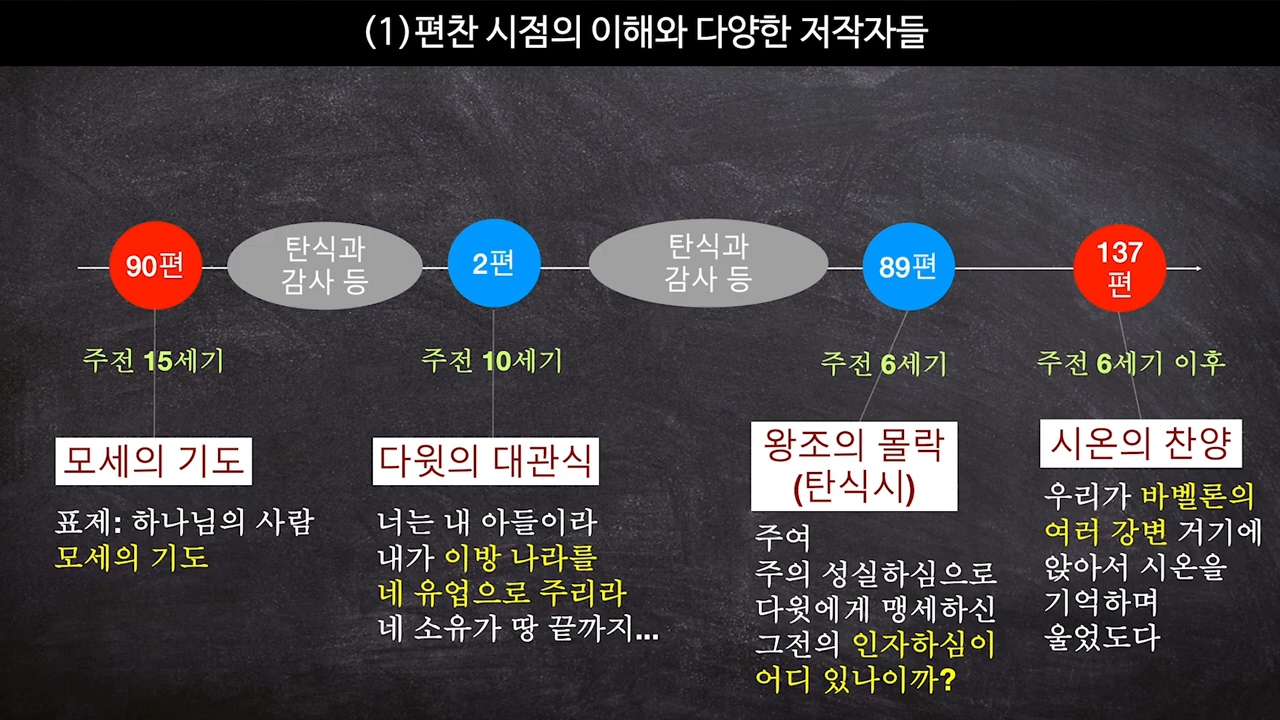 (1)편찬 시점의 이해와 다양한 저작자들
90편
탄식과
감사 등
2편
탄식과
감사 등
89편
137
편
주전 15세기
주전 10세기
주전 6세기
주전 6세기 이후
모세의 기도
표제: 하나님의 사람
모세의 기도
다윗의 대관식
너는 내 아들이라
내가 이방 나라를
네 유업으로 주리라
네 소유가 땅 끝까지...
왕조의 몰락
(탄식시)
주여
주의 성실하심으로
다윗에게 맹세하신
그전의 인자하심이
어디 있나이까?
시온의 찬양
우리가 바벨론의
여러 강변 거기에
앉아서 시온을
기억하며
울었도다